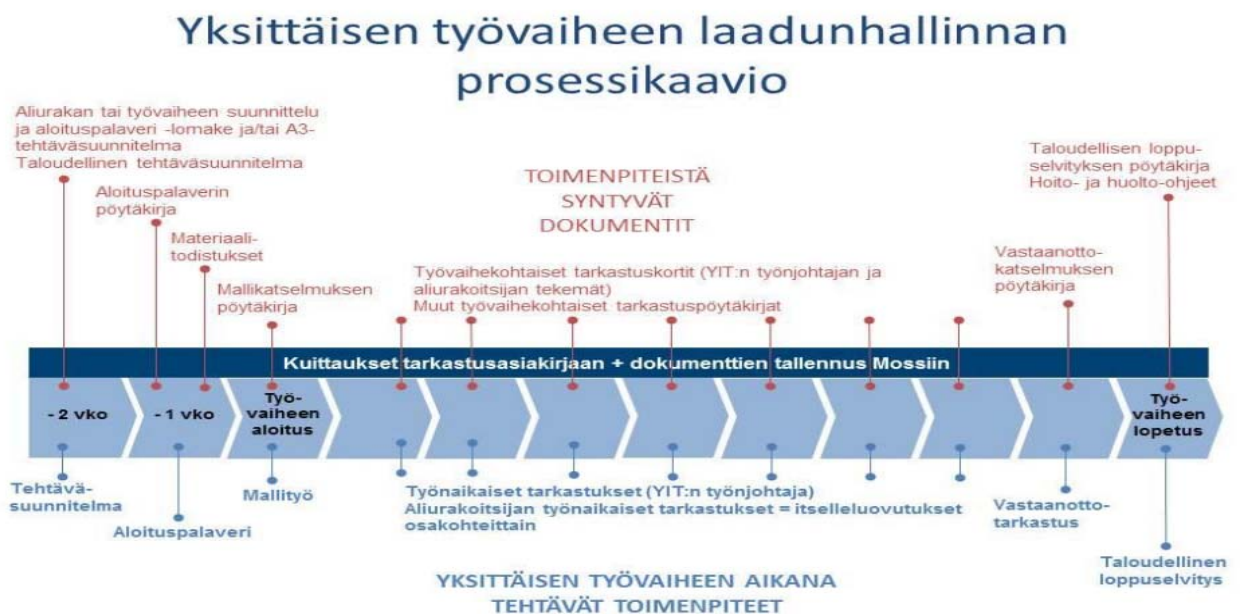 Yksittäisen työvaiheen laadunhallinnan
prosessikaavio
Aliurakan tai työvaiheen suunnittelu
ja aloituspalaveri -lomake ja/tai A3-
tehtäväsuunnitelma
Taloudellinen tehtäväsuunnitelma
Aloituspalaverin
pöytäkirja
Materiaali-
todistukset
Mallikatselmuksen
pöytäkirja
TOIMENPITEISTÄ
SYNTYVÄT
DOKUMENTIT
Työvaihekohtaiset tarkastuskortit (YIT:n työnjohtajan ja
aliurakoitsijan tekemät)
Muut työvaihekohtaiset tarkastuspöytäkirjat
Vastaanotto-
katselmuksen
pöytäkirja
Taloudellisen loppu-
selvityksen pöytäkirja
Hoito- ja huolto-ohjeet
Kuittaukset tarkastusasiakirjaan + dokumenttien tallennus Mossiin
- 2 vko
- 1 vko
Työ-
vaiheen
aloitus
Työ-
vaiheen
lopetus
Tehtävä-
suunnitelma
Aloituspalaveri
Mallityö
Työnaikaiset tarkastukset (YIT:n työnjohtaja)
Aliurakoitsijan työnaikaiset tarkastukset = itselleluovutukset
osakohteittain
Vastaanotto-
tarkastus
Taloudellinen
loppuselvitys
YKSITTÄISEN TYÖVAIHEEN AIKANA
TEHTÄVÄT TOIMENPITEET